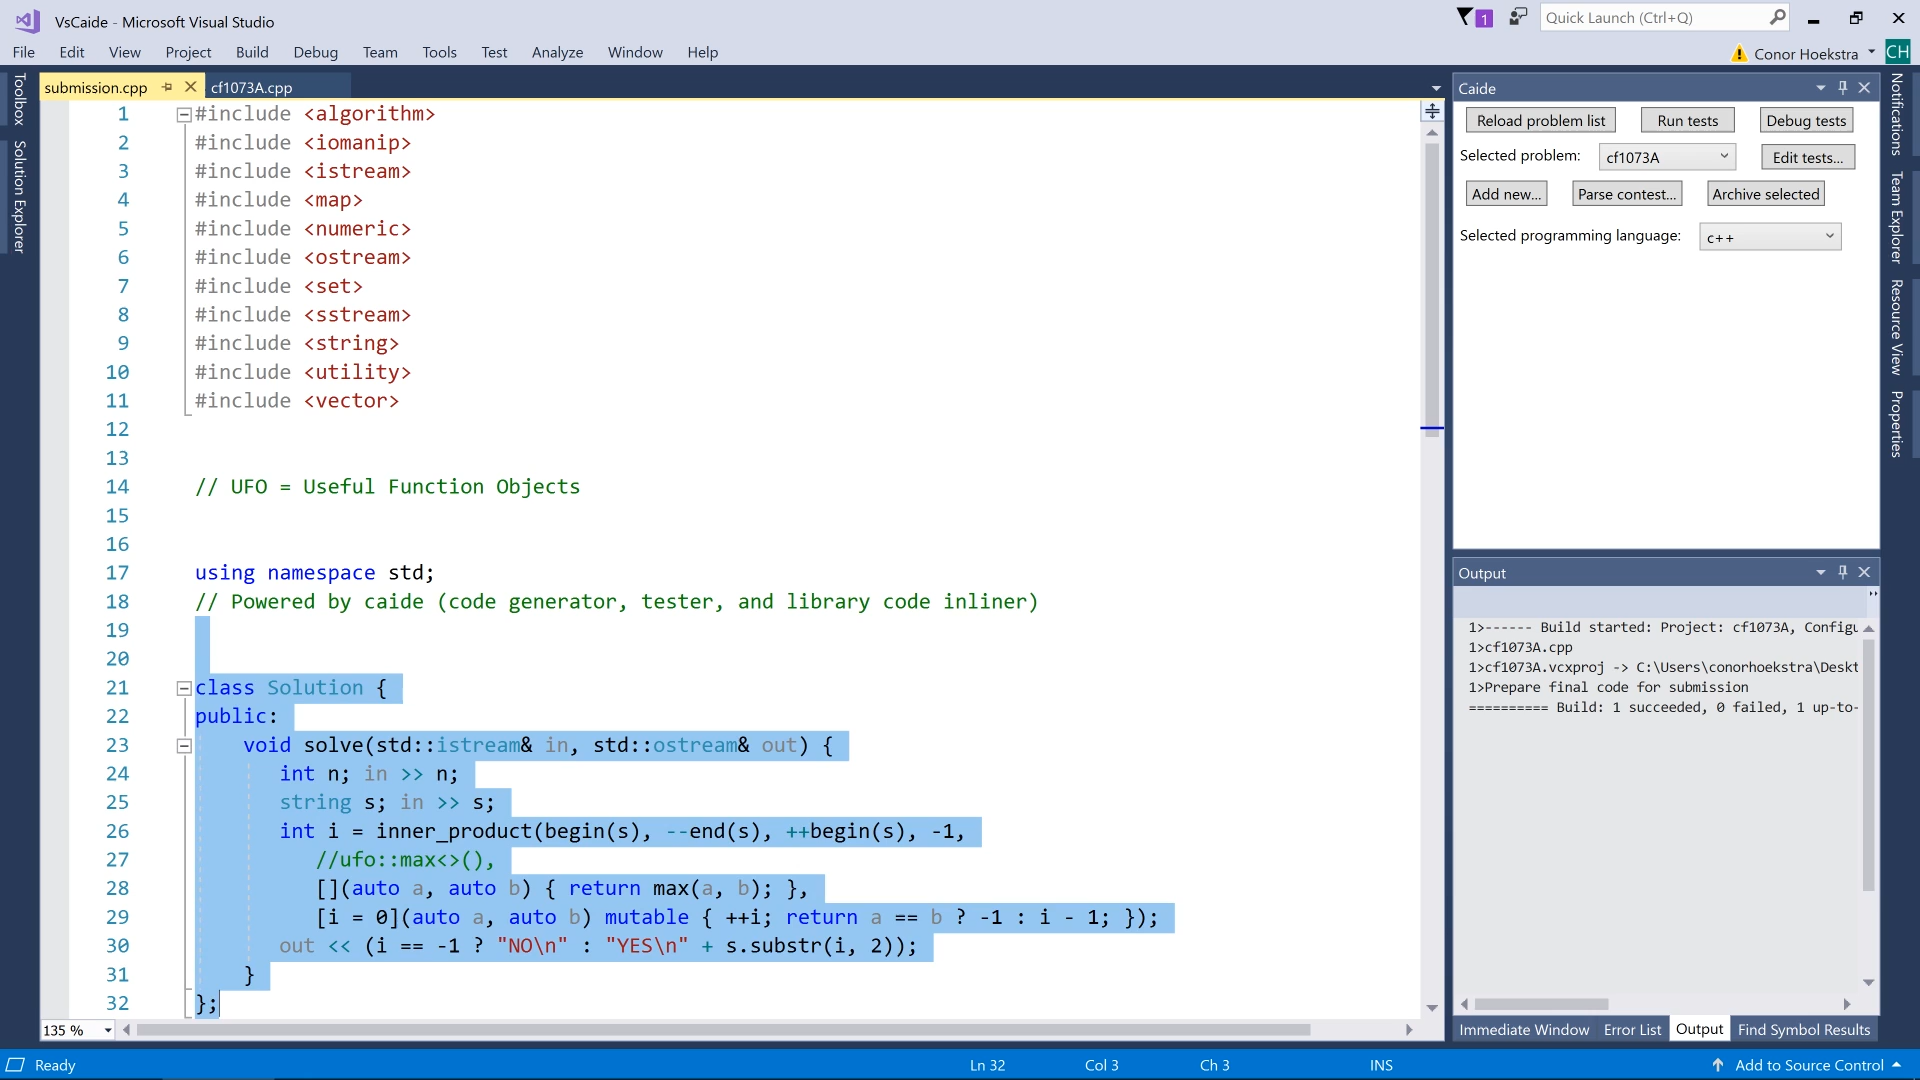 VsCaide - Microsoft Visual Studio
1
Quick Launch (Ctrl+Q)
File Edit View Project Build Debug Team Tools Test Analyze Window Help
Conor Hoekstra CH
Toolbox
Solution Explorer
submission.cpp cf1073A.cpp
1 #include <algorithm>
2 #include <iomanip>
3 #include <istream>
4 #include <map>
5 #include <numeric>
6 #include <ostream>
7 #include <set>
8 #include <sstream>
9 #include <string>
10 #include <utility>
11 #include <vector>
12
13
14 // UFO = Useful Function Objects
15
16
17 using namespace std;
18 // Powered by caide (code generator, tester, and library code inliner)
19
20
21 class Solution {
22 public:
23 void solve(std::istream& in, std::ostream& out) {
24 int n; in >> n;
25 string s; in >> s;
26 int i = inner_product(begin(s), --end(s), ++begin(s), -1,
27 //ufo::max<>(),
28 [](auto a, auto b) { return max(a, b); },
29 [i = 0](auto a, auto b) mutable { ++i; return a == b ? -1 : i - 1; });
30 out << (i == -1 ? "NO\n" : "YES\n" + s.substr(i, 2));
31 }
32 };
135 %
Caide
Reload problem list Run tests Debug tests
Selected problem: cf1073A Edit tests...
Add new... Parse contest... Archive selected
Selected programming language: c++
Output
1>------ Build started: Project: cf1073A, Configu
1>cf1073A.cpp
1>cf1073A.vcxproj -> C:\Users\conorhoekstra\Deskt
1>Prepare final code for submission
========== Build: 1 succeeded, 0 failed, 1 up-to-
Immediate Window Error List Output Find Symbol Results
Notifications
Team Explorer
Resource View
Properties
Ready Ln 32 Col 3 Ch 3 INS Add to Source Control